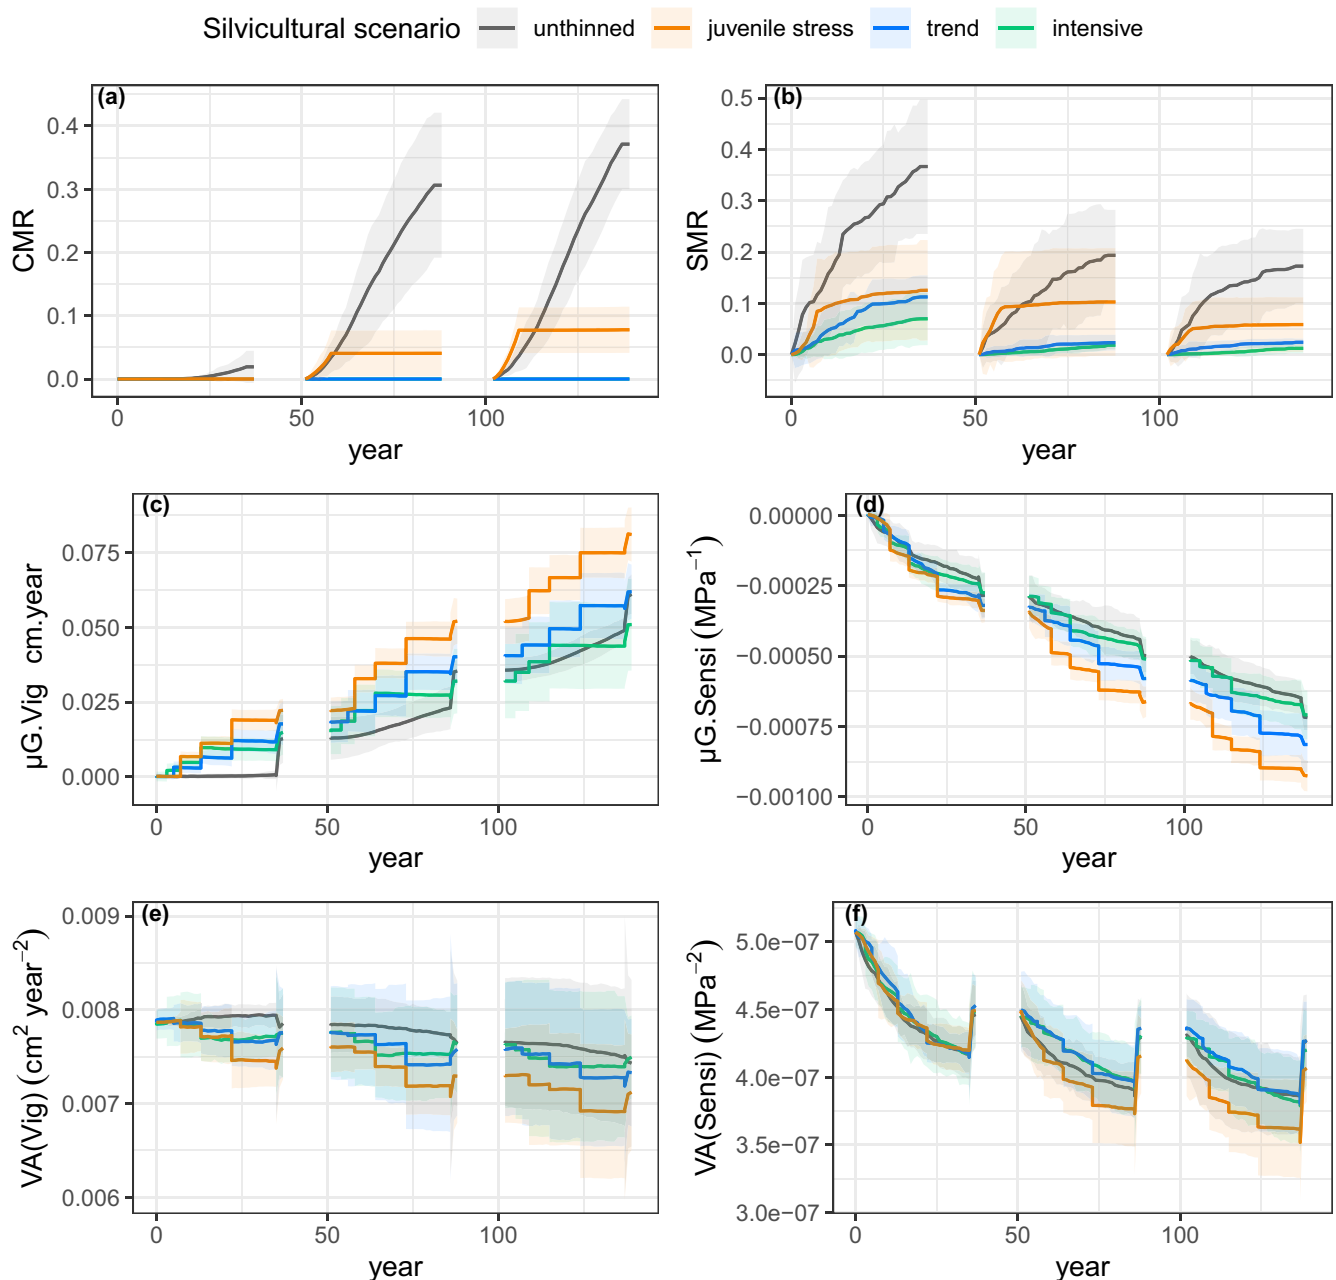 Silvicultural scenario unthinned juvenile stress trend intensive
(a)
CMR
0.4
0.3
0.2
0.1
0.0
0 50 100
year
(b)
SMR
0.5
0.4
0.3
0.2
0.1
0.0
0 50 100
year
(c)
μG.Vig cm.year
0.075
0.050
0.025
0.000
0 50 100
year
(d)
μG.Sensi (MPa⁻¹)
0.00000
−0.00025
−0.00050
−0.00075
−0.00100
0 50 100
year
(e)
VA(Vig) (cm² year⁻²)
0.009
0.008
0.007
0.006
0 50 100
year
(f)
VA(Sensi) (MPa⁻²)
5.0e−07
4.5e−07
4.0e−07
3.5e−07
3.0e−07
0 50 100
year